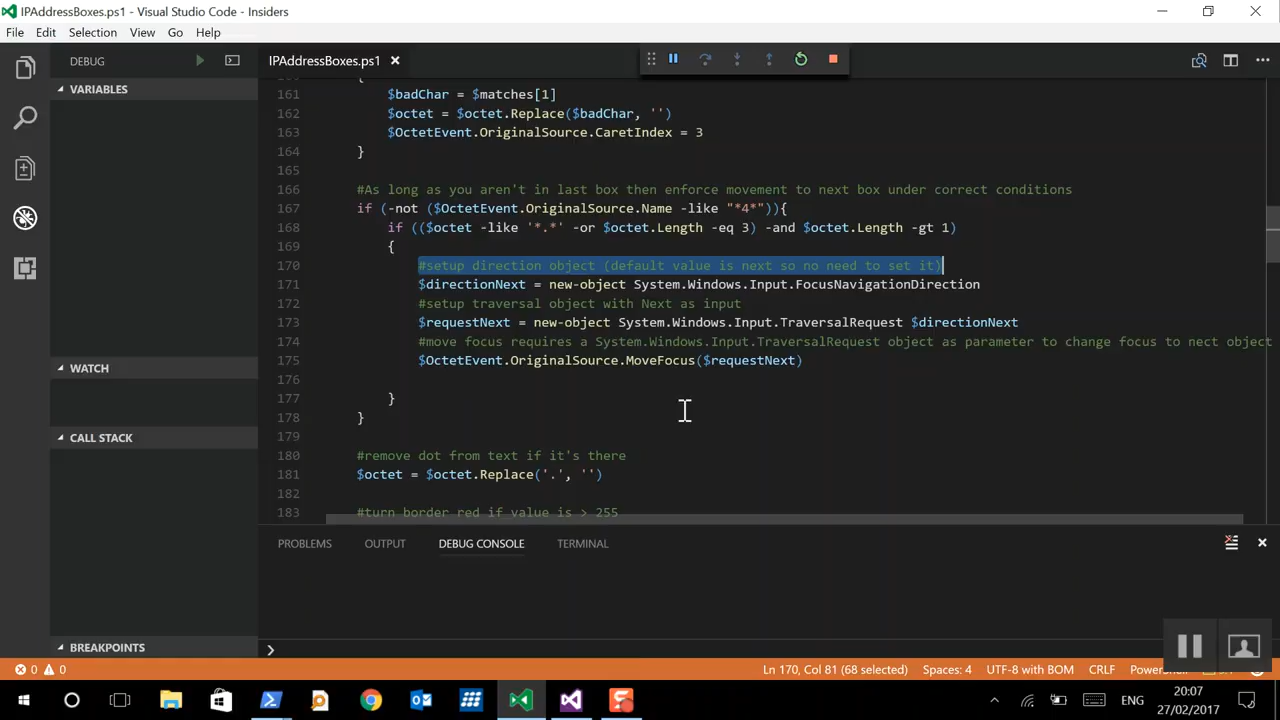 IPAddressBoxes.ps1 - Visual Studio Code - Insiders
File Edit Selection View Go Help
DEBUG
IPAddressBoxes.ps1
VARIABLES
161 $badChar = $matches[1]
162 $octet = $octet.Replace($badChar, '')
163 $OctetEvent.OriginalSource.CaretIndex = 3
164 }
165
166 #As long as you aren't in last box then enforce movement to next box under correct conditions
167 if (-not ($OctetEvent.OriginalSource.Name -like "*4*")){
168 if (($octet -like '*.*' -or $octet.Length -eq 3) -and $octet.Length -gt 1)
169 {
170 #setup direction object (default value is next so no need to set it)
171 $directionNext = new-object System.Windows.Input.FocusNavigationDirection
172 #setup traversal object with Next as input
173 $requestNext = new-object System.Windows.Input.TraversalRequest $directionNext
174 #move focus requires a System.Windows.Input.TraversalRequest object as parameter to change focus to nect object
175 $OctetEvent.OriginalSource.MoveFocus($requestNext)
176
177 }
178 }
179
180 #remove dot from text if it's there
181 $octet = $octet.Replace('.', '')
182
183 #turn border red if value is > 255
WATCH
CALL STACK
BREAKPOINTS
PROBLEMS OUTPUT DEBUG CONSOLE TERMINAL
0 0 Ln 170, Col 81 (68 selected) Spaces: 4 UTF-8 with BOM CRLF
ENG
20:07
27/02/2017